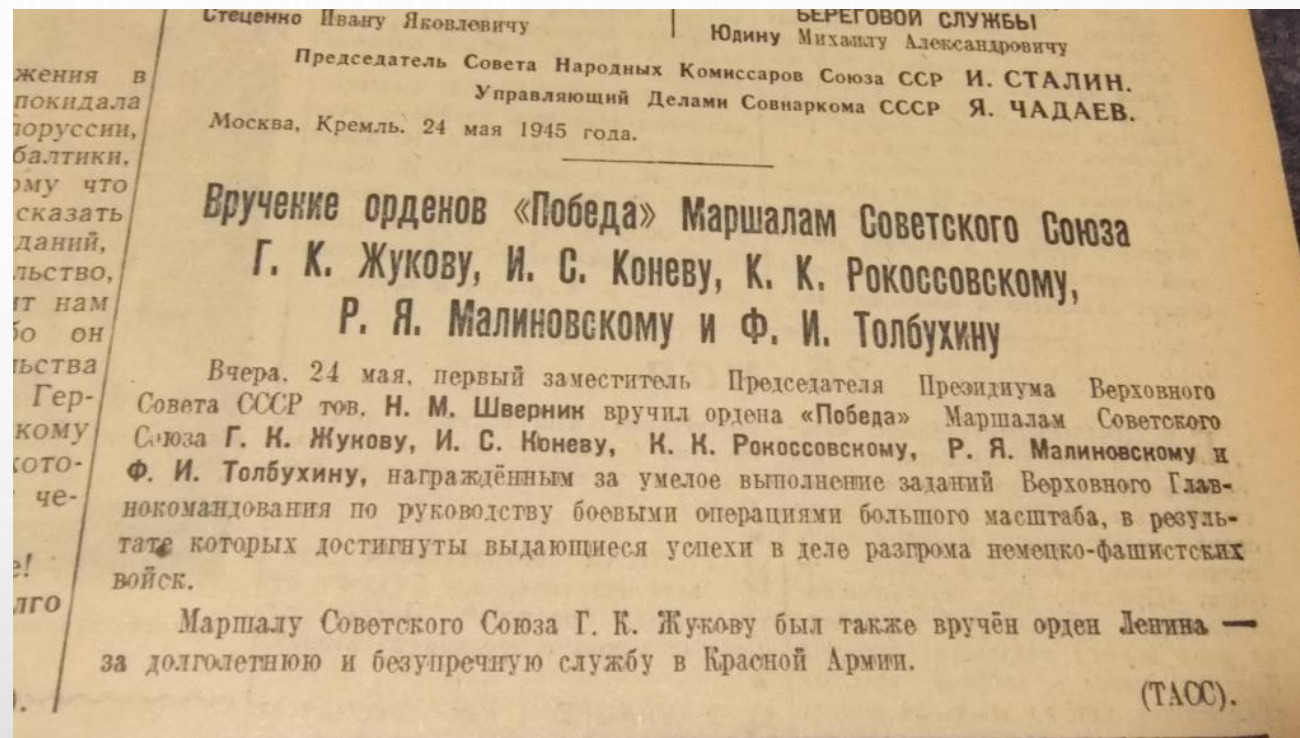 Стеценко Ивану Яковлевичу
БЕРЕГОВОЙ СЛУЖБЫ
Юдину Михаилу Александровичу
Председатель Совета Народных Комиссаров Союза ССР И. СТАЛИН.
Управляющий Делами Совнаркома СССР Я. ЧАДАЕВ.
Москва, Кремль. 24 мая 1945 года.
жения в
покидала
лоруссии,
балтики,
ому что
сказать
даний,
льство,
ит нам
бо он
льства
Гер-
кому
кото-
че-
е!
лго
).
Вручение орденов «Победа» Маршалам Советского Союза
Г. К. Жукову, И. С. Коневу, К. К. Рокоссовскому,
Р. Я. Малиновскому и Ф. И. Толбухину
Вчера, 24 мая, первый заместитель Председателя Президиума Верховного
Совета СССР тов. Н. М. Шверник вручил ордена «Победа» Маршалам Советского
Союза Г. К. Жукову, И. С. Коневу, К. К. Рокоссовскому, Р. Я. Малиновскому и
Ф. И. Толбухину, награждённым за умелое выполнение заданий Верховного Глав-
нокомандования по руководству боевыми операциями большого масштаба, в резуль-
тате которых достигнуты выдающиеся успехи в деле разгрома немецко-фашистских
войск.
Маршалу Советского Союза Г. К. Жукову был также вручён орден Ленина —
за долголетнюю и безупречную службу в Красной Армии.
(ТАСС).